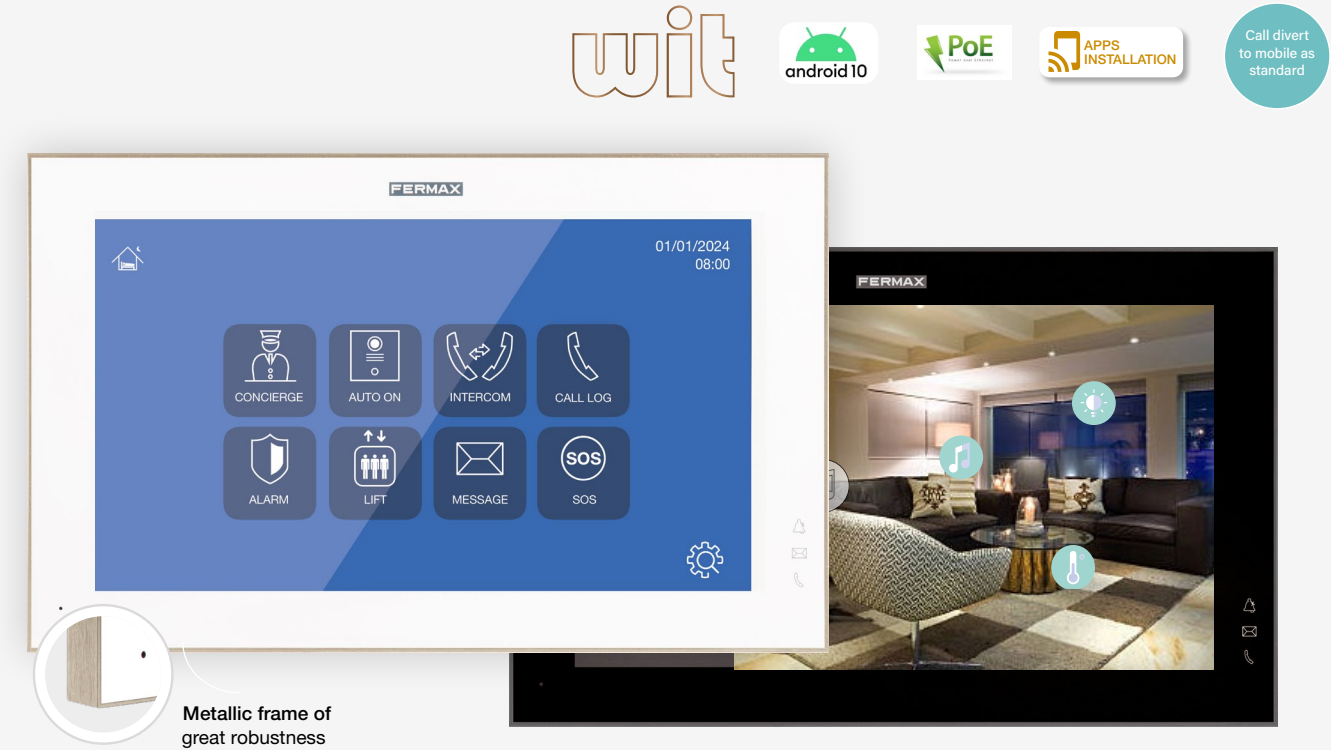 wit
android 10
PoE
APPS
INSTALLATION
Call divert
to mobile as
standard
FERMAX
01/01/2024
08:00
CONCIERGE
AUTO ON
INTERCOM
CALL LOG
ALARM
LIFT
MESSAGE
SOS
SOS
FERMAX
Metallic frame of
great robustness